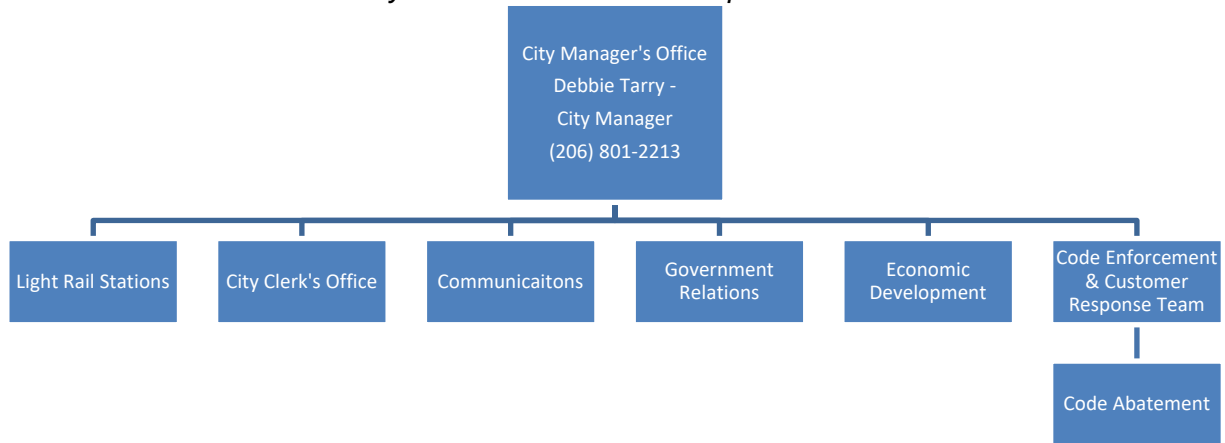 City Manager's Office
Debbie Tarry -
City Manager
(206) 801-2213
Light Rail Stations
City Clerk's Office
Communicaitons
Government
Relations
Economic
Development
Code Enforcement
& Customer
Response Team
Code Abatement